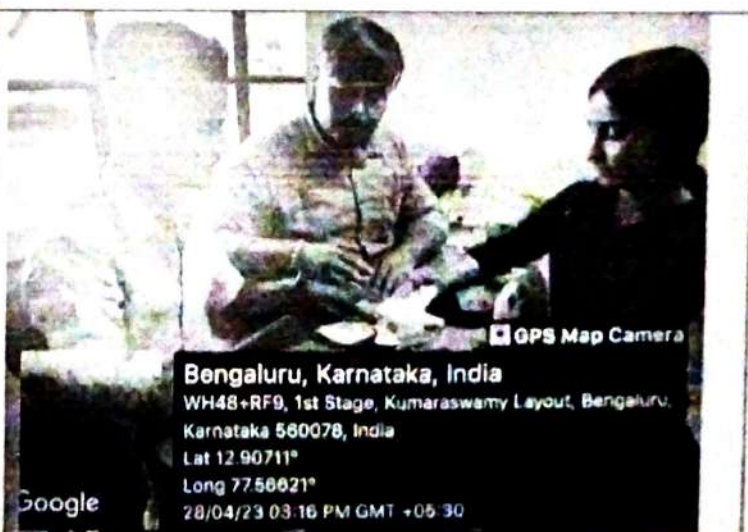 GPS Map Camera
Bengaluru, Karnataka, India
WH48+RF9, 1st Stage, Kumaraswamy Layout, Bengaluru,
Karnataka 560078, India
Lat 12.90711°
Long 77.56621°
28/04/23 03:16 PM GMT +05:30
Google